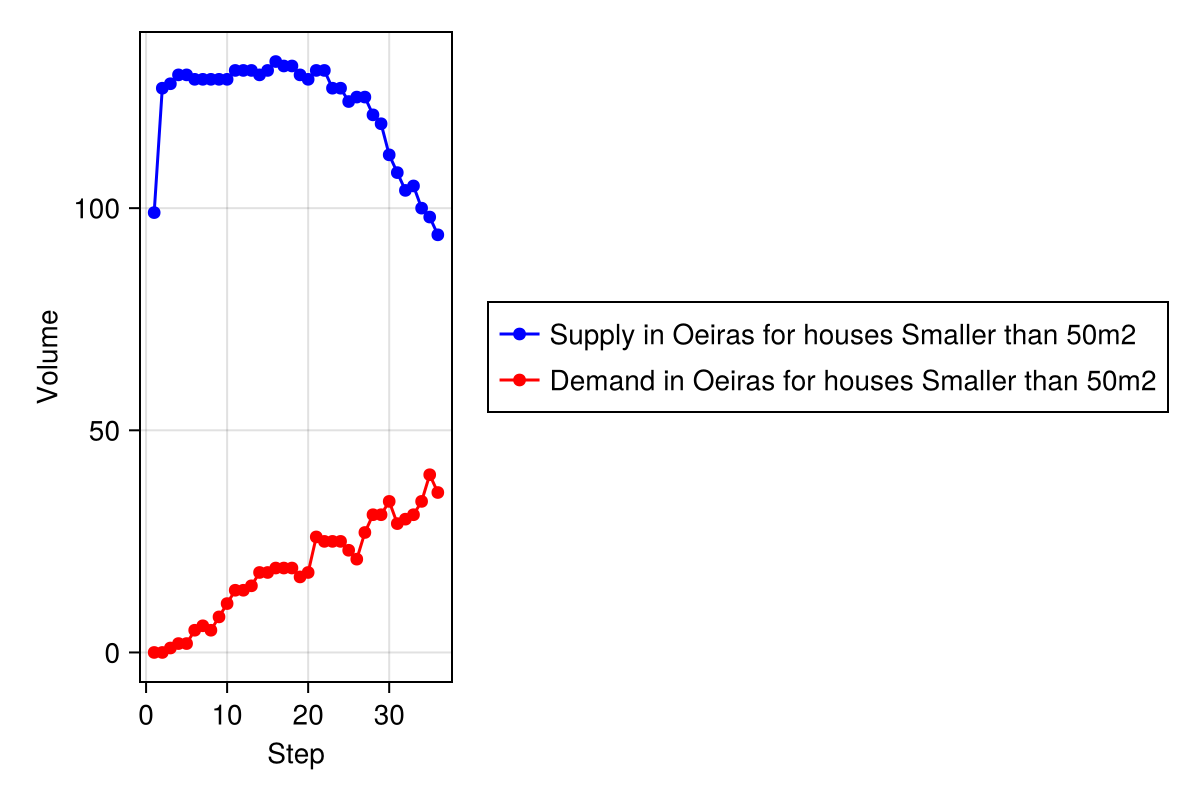 100
50
0
Volume
0 10 20 30
Step
Supply in Oeiras for houses Smaller than 50m2
Demand in Oeiras for houses Smaller than 50m2